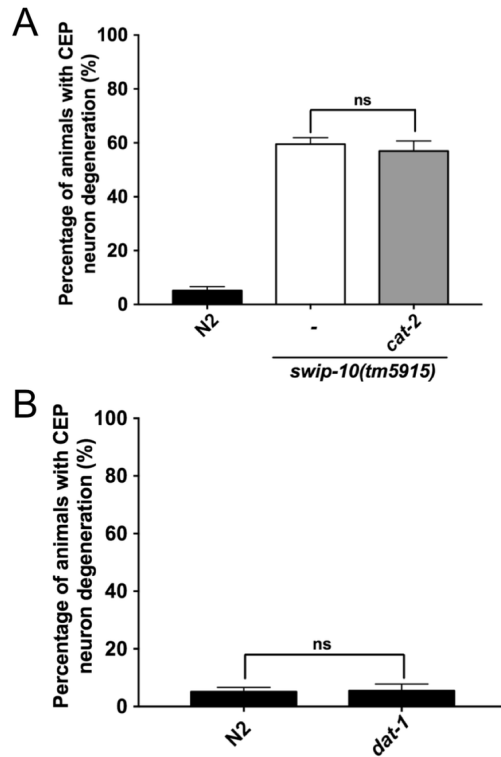 A
Percentage of animals with CEP
neuron degeneration (%)
100
80
60
40
20
0
ns
N2
-
cat-2
swip-10(tm5915)
B
Percentage of animals with CEP
neuron degeneration (%)
100
80
60
40
20
0
ns
N2
dat-1